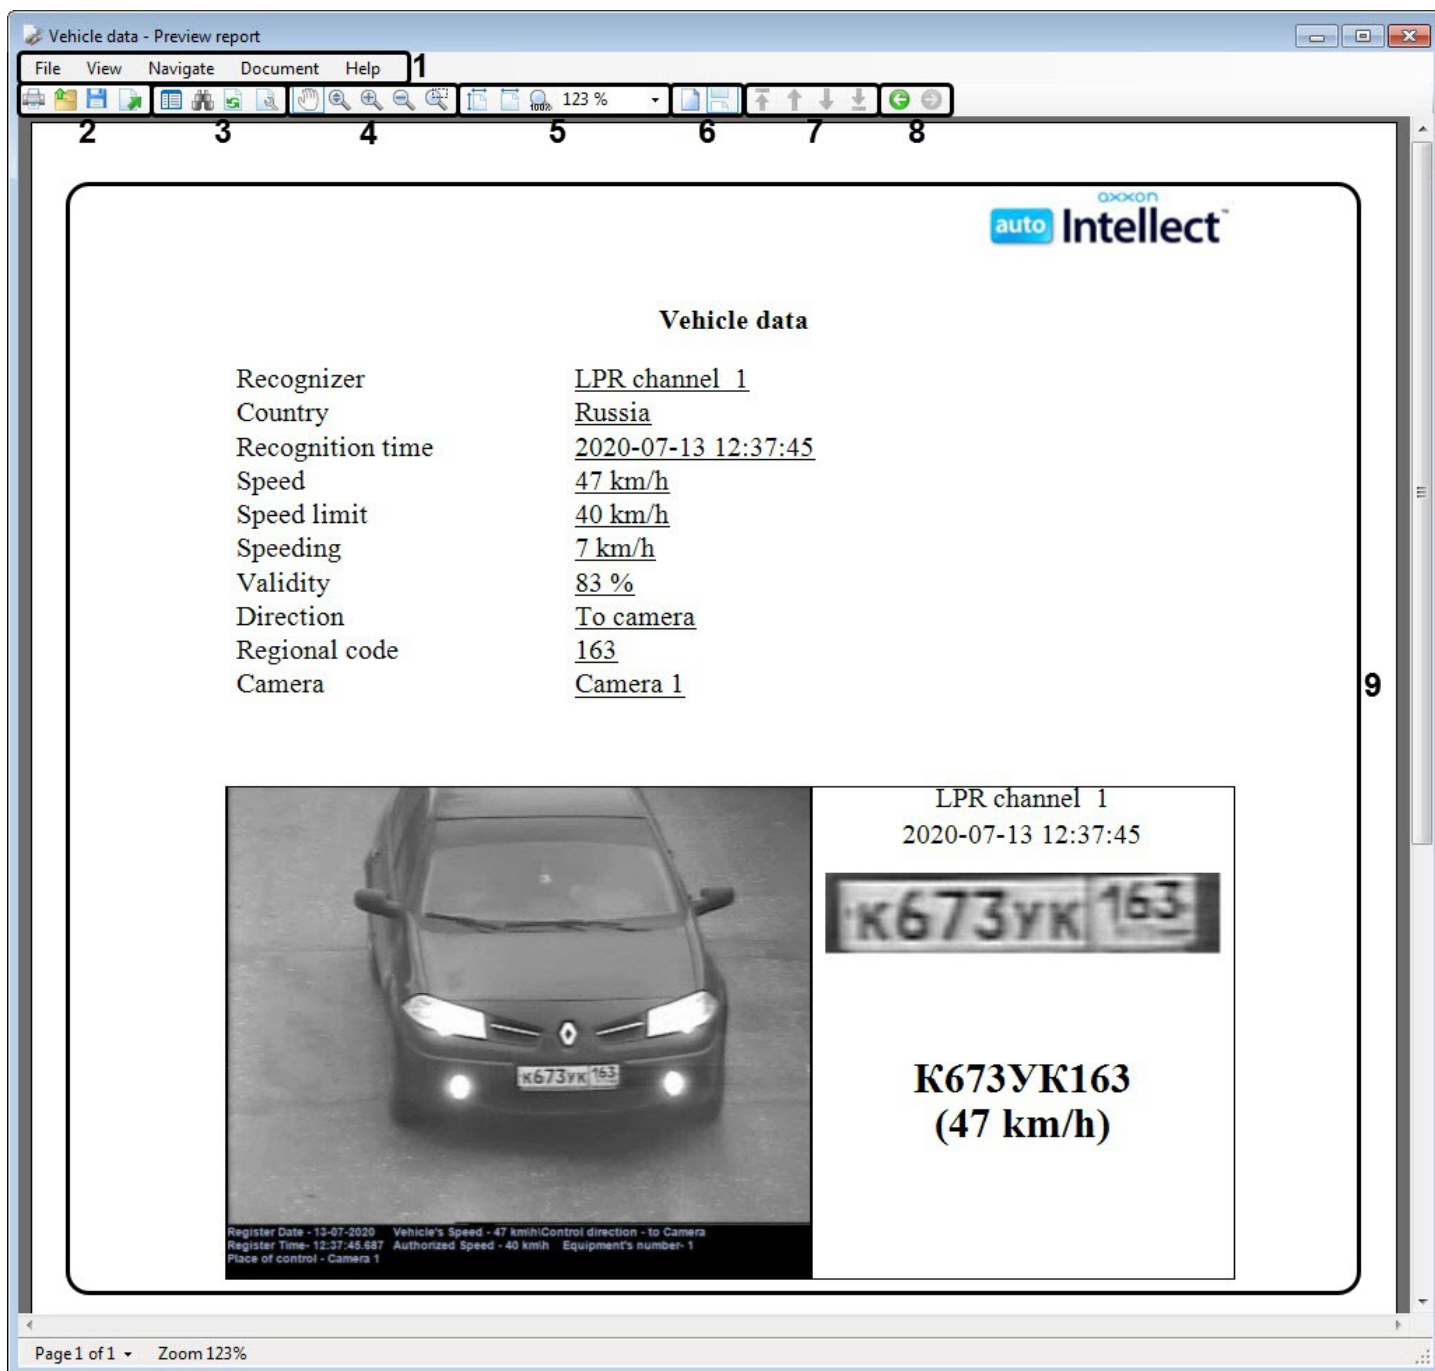 Vehicle data - Preview report
File View Navigate Document Help 1
100% 123 %
2 3 4 5 6 7 8
axxon
auto Intellect™
Vehicle data
Recognizer LPR channel 1
Country Russia
Recognition time 2020-07-13 12:37:45
Speed 47 km/h
Speed limit 40 km/h
Speeding 7 km/h
Validity 83 %
Direction To camera
Regional code 163
Camera Camera 1
9
LPR channel 1
2020-07-13 12:37:45
к673ук 163
к673ук 163
К673УК163
(47 km/h)
Register Date - 13-07-2020 Vehicle's Speed - 47 km\h\Control direction - to Camera
Register Time- 12:37:45.687 Authorized Speed - 40 km\h Equipment's number- 1
Place of control - Camera 1
Page 1 of 1 Zoom 123%